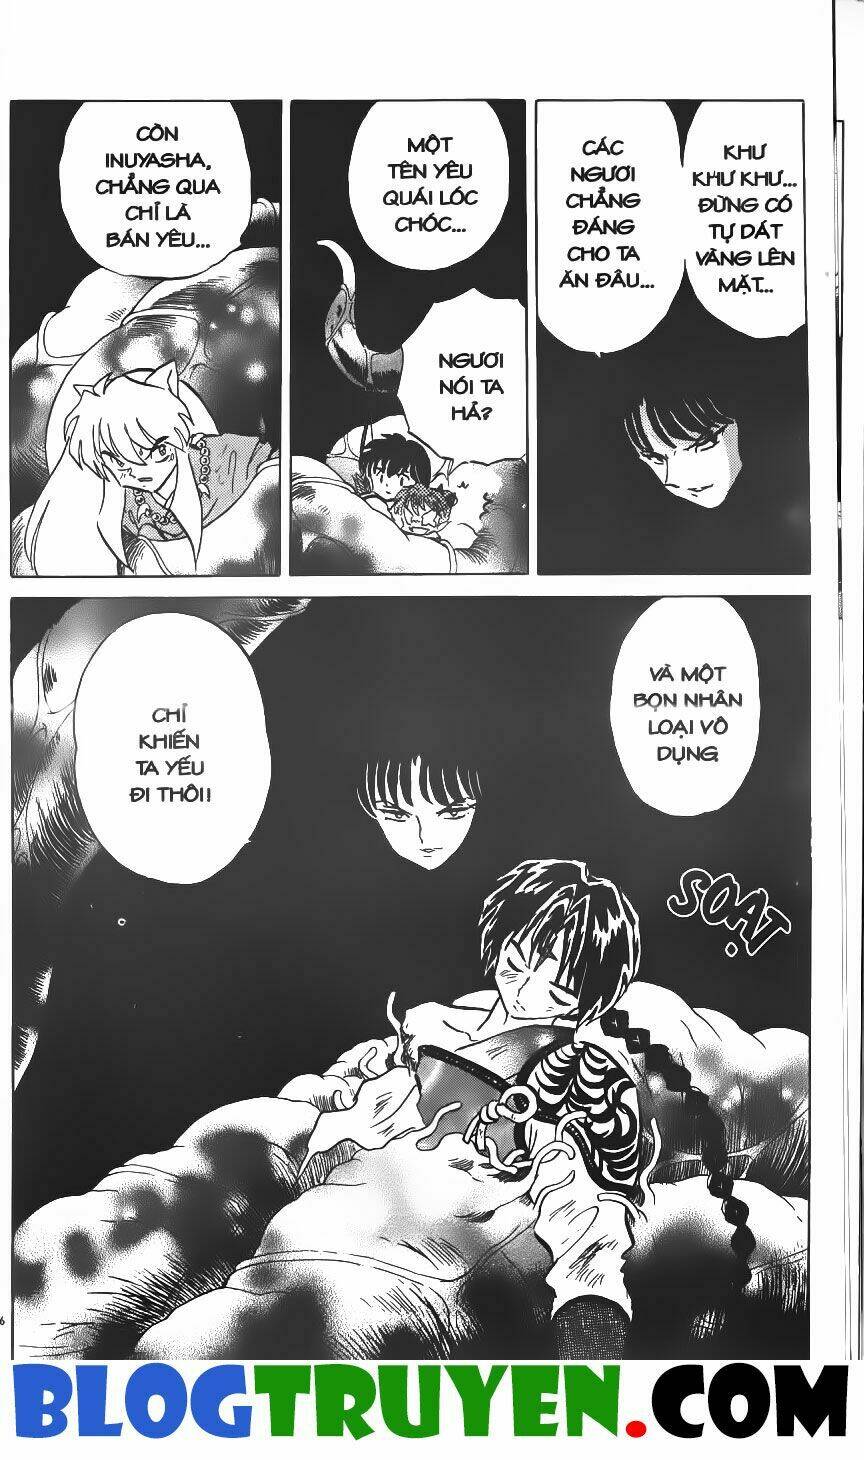 KHƯ
KHƯ KHƯ...
ĐỪNG CÓ
TỰ DÁT
VÀNG LÊN
MẶT...
CÁC
NGƯƠI
CHẲNG
ĐÁNG
CHO TA
ĂN ĐÂU...
MỘT
TÊN YÊU
QUÁI LÓC
CHÓC...
NGƯƠI
NÓI TA
HẢ?
CÒN
INUYASHA,
CHẲNG QUA
CHỈ LÀ
BÁN YÊU...
VÀ MỘT
BỌN NHÂN
LOẠI VÔ
DỤNG.
CHỈ
KHIẾN
TA YẾU
ĐI THÔI!
SOẠT
6
BLOGTRUYEN.COM